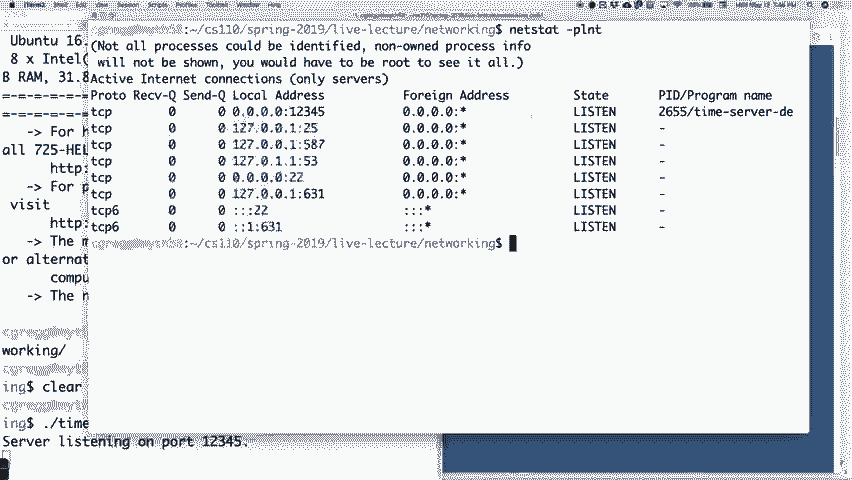 :~/cs110/spring-2019/live-lecture/networking$ netstat -plnt
(Not all processes could be identified, non-owned process info
will not be shown, you would have to be root to see it all.)
Active Internet connections (only servers)
Proto Recv-Q Send-Q Local Address Foreign Address State PID/Program name
tcp 0 0 0.0.0.0:12345 0.0.0.0:* LISTEN 2655/time-server-de
tcp 0 0 127.0.0.1:25 0.0.0.0:* LISTEN -
tcp 0 0 127.0.0.1:587 0.0.0.0:* LISTEN -
tcp 0 0 127.0.1.1:53 0.0.0.0:* LISTEN -
tcp 0 0 0.0.0.0:22 0.0.0.0:* LISTEN -
tcp 0 0 127.0.0.1:631 0.0.0.0:* LISTEN -
tcp6 0 0 :::22 :::* LISTEN -
tcp6 0 0 ::1:631 :::* LISTEN -
:~/cs110/spring-2019/live-lecture/networking$
Ubuntu 16
8 x Intel(
B RAM, 31.8
=-=-=-=-=-=
=-=-=-=-=-=
-> For h
all 725-HEL
http:
-> For p
visit
http:
-> The m
or alternat
compu
-> The n
working/
ing$ clear
ing$ ./time
Server listening on port 12345.